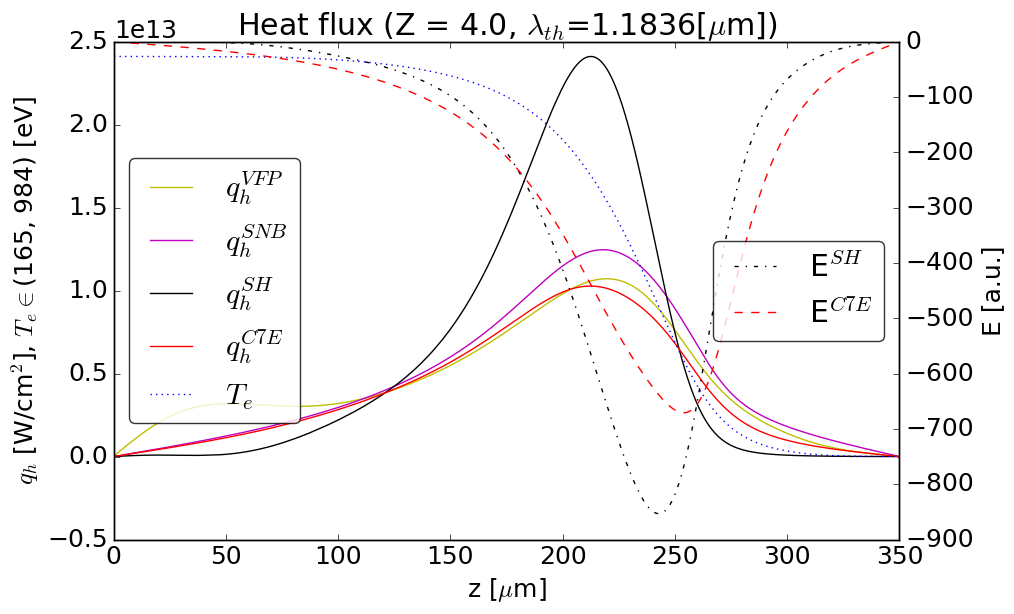 Heat flux (Z = 4.0, λ_th=1.1836[μm])
1e13
2.5
2.0
1.5
1.0
0.5
0.0
−0.5
q_h [W/cm²], T_e ∈ (165, 984) [eV]
q_h^VFP
q_h^SNB
q_h^SH
q_h^C7E
T_e
E^SH
E^C7E
0
−100
−200
−300
−400
−500
−600
−700
−800
−900
E [a.u.]
0 50 100 150 200 250 300 350
z [μm]